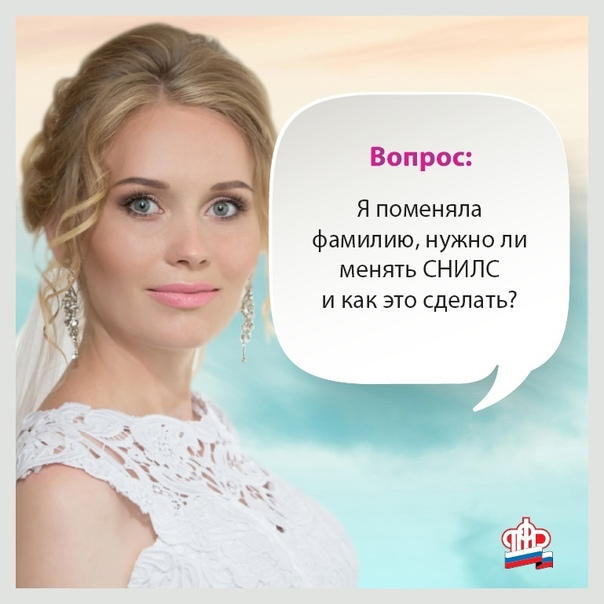 Вопрос:
Я поменяла
фамилию, нужно ли
менять СНИЛС
и как это сделать?